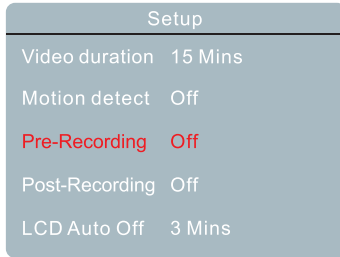 Setup
Video duration 15 Mins
Motion detect Off
Pre-Recording Off
Post-Recording Off
LCD Auto Off 3 Mins